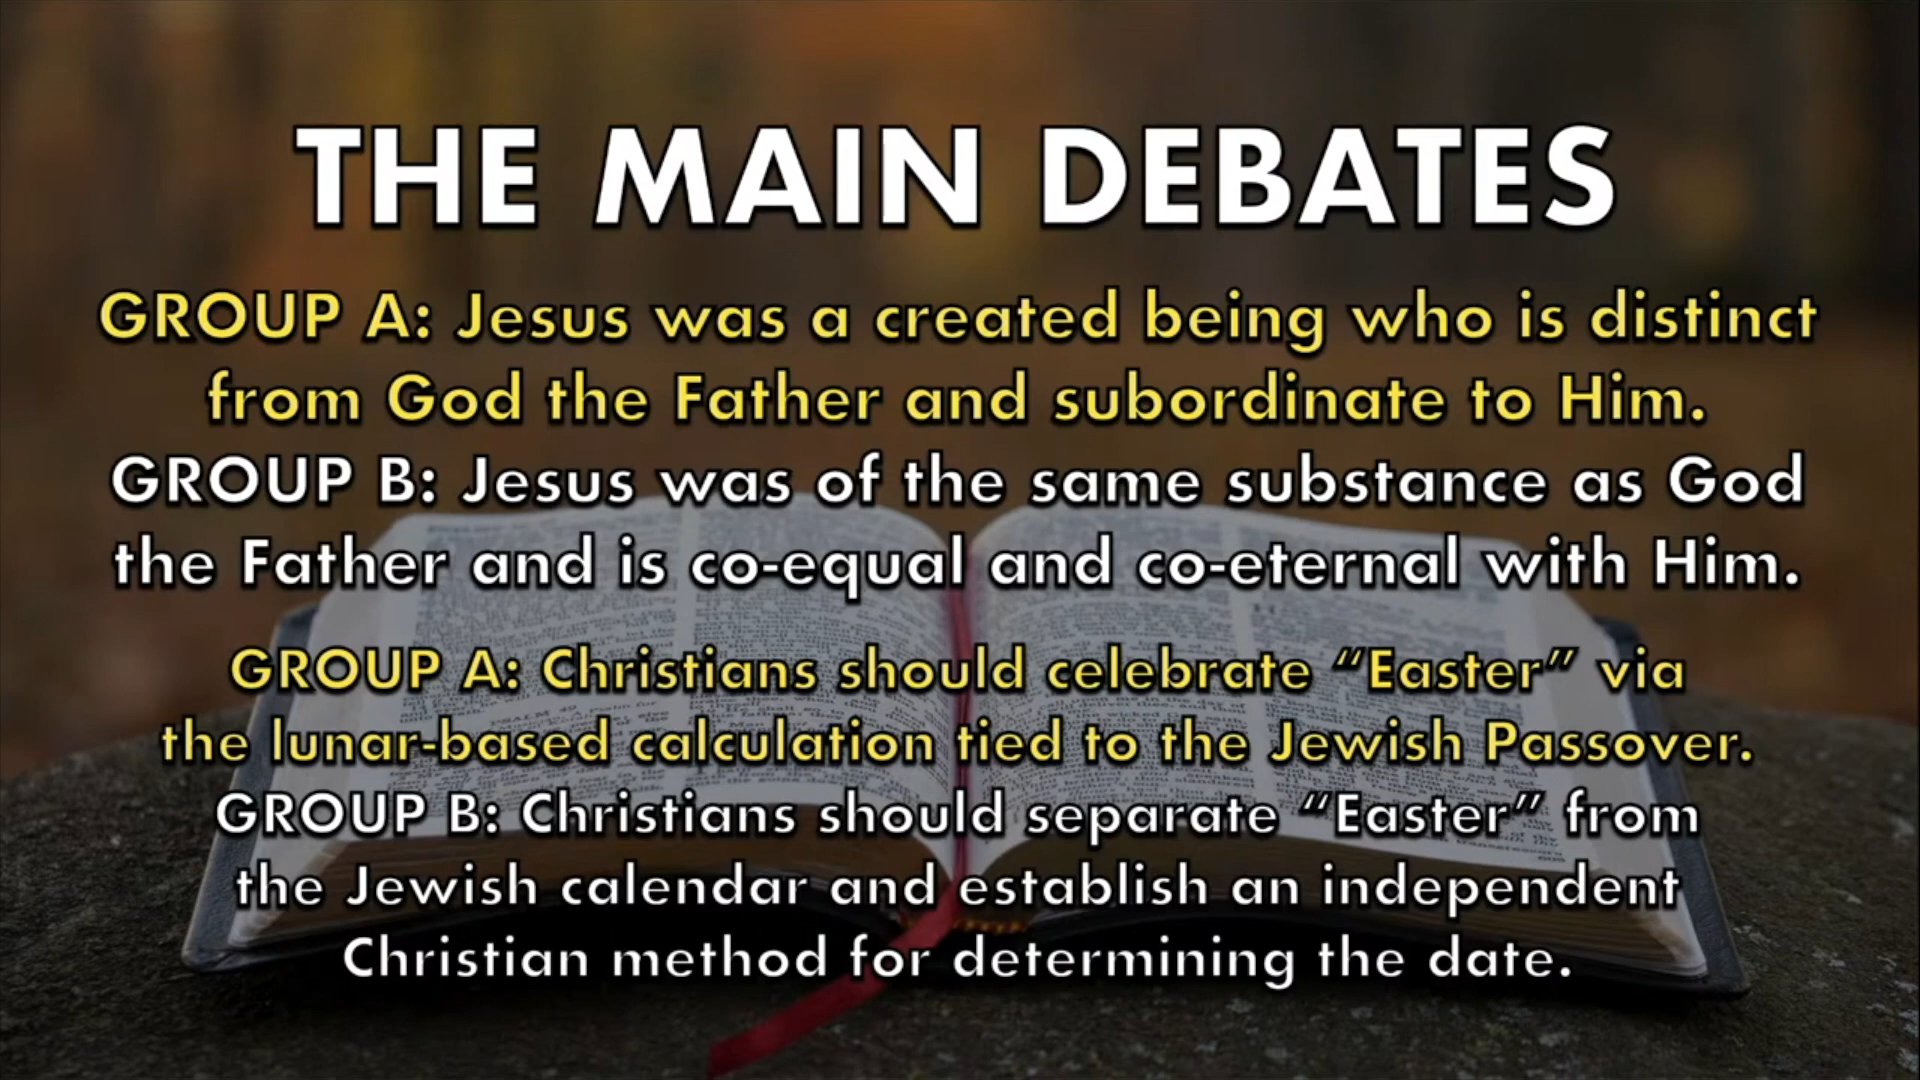 THE MAIN DEBATES
GROUP A: Jesus was a created being who is distinct
from God the Father and subordinate to Him.
GROUP B: Jesus was of the same substance as God
the Father and is co-equal and co-eternal with Him.
GROUP A: Christians should celebrate “Easter” via
the lunar-based calculation tied to the Jewish Passover.
GROUP B: Christians should separate “Easter” from
the Jewish calendar and establish an independent
Christian method for determining the date.